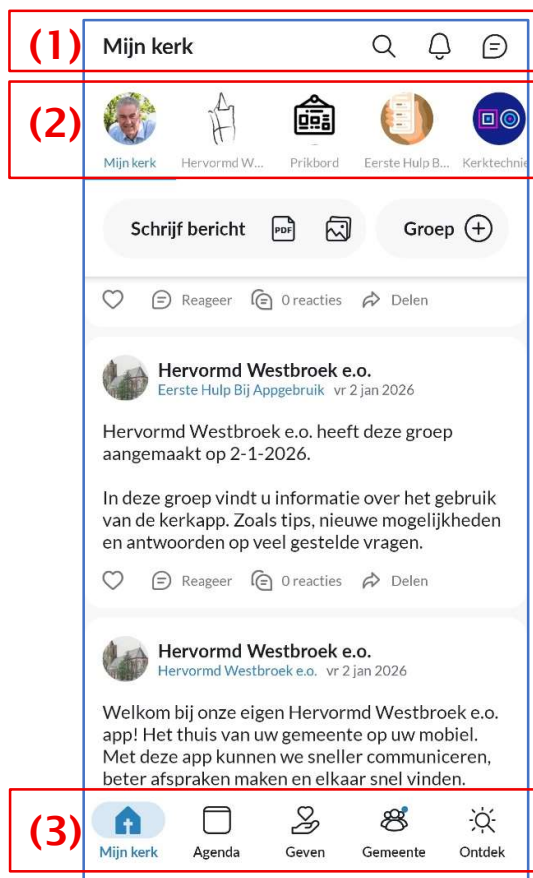 (1)
Mijn kerk
(2)
Mijn kerk Hervormd W... Prikbord Eerste Hulp B... Kerktechnie
Schrijf bericht PDF Groep
Reageer 0 reacties Delen
Hervormd Westbroek e.o.
Eerste Hulp Bij Appgebruik vr 2 jan 2026
Hervormd Westbroek e.o. heeft deze groep
aangemaakt op 2-1-2026.
In deze groep vindt u informatie over het gebruik
van de kerkapp. Zoals tips, nieuwe mogelijkheden
en antwoorden op veel gestelde vragen.
Reageer 0 reacties Delen
Hervormd Westbroek e.o.
Hervormd Westbroek e.o. vr 2 jan 2026
Welkom bij onze eigen Hervormd Westbroek e.o.
app! Het thuis van uw gemeente op uw mobiel.
Met deze app kunnen we sneller communiceren,
beter afspraken maken en elkaar snel vinden.
(3)
Mijn kerk Agenda Geven Gemeente Ontdek